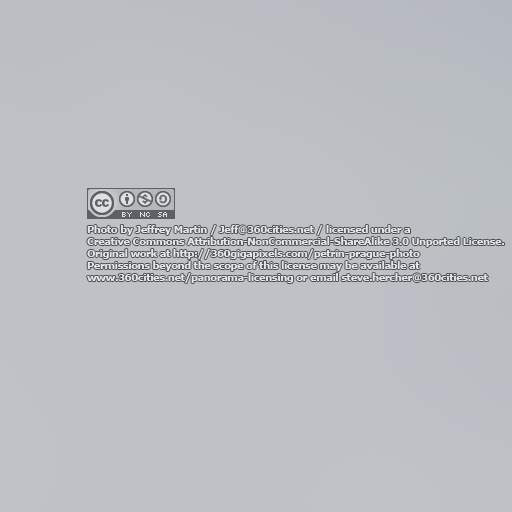 cc
BY NC SA
Photo by Jeffrey Martin / Jeff@360cities.net / licensed under a
Creative Commons Attribution-NonCommercial-ShareAlike 3.0 Unported License.
Original work at http://360gigapixels.com/petrin-prague-photo
Permissions beyond the scope of this license may be available at
www.360cities.net/panorama-licensing or email steve.hercher@360cities.net